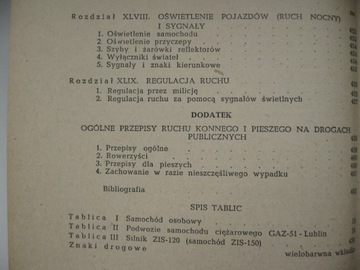 Rozdział XLVIII. OŚWIETLENIE POJAZDÓW (RUCH NOCNY)
I SYGNAŁY
1. Oświetlenie samochodu
2. Oświetlenie przyczepy
3. Szyby i żarówki reflektorów
4. Wyłączniki świateł
5. Sygnały i znaki kierunkowe
Rozdział XLIX. REGULACJA RUCHU
1. Regulacja przez milicję
2. Regulacja ruchu za pomocą sygnałów świetlnych
DODATEK
OGÓLNE PRZEPISY RUCHU KONNEGO I PIESZEGO NA DROGACH
PUBLICZNYCH
1. Przepisy ogólne
2. Rowerzyści
3. Przepisy dla pieszych
4. Zachowanie w razie nieszczęśliwego wypadku
Bibliografia
SPIS TABLIC
Tablica I Samochód osobowy
Tablica II Podwozie samochodu ciężarowego GAZ-51 - Lublin
Tablica III Silnik ZIS-120 (samochód ZIS-150)
Znaki drogowe wielobarwna